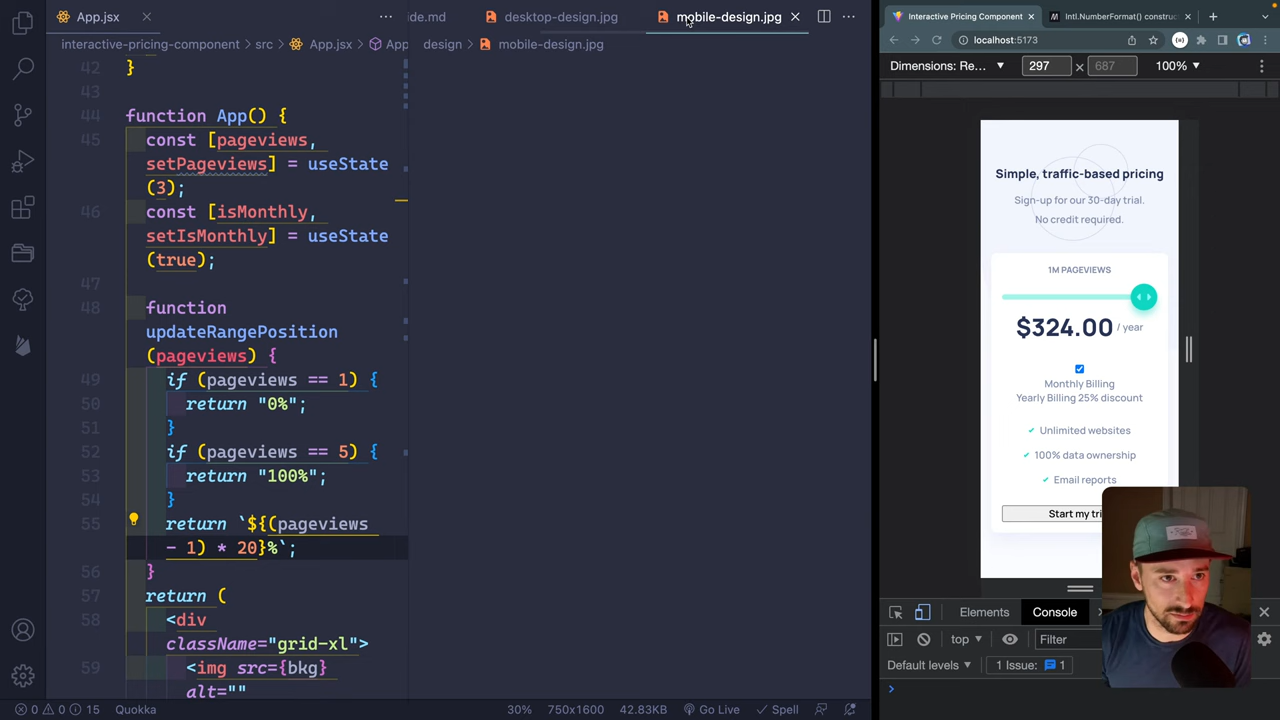 App.jsx
interactive-pricing-component > src > App.jsx > App
42 }
43
44 function App() {
45 const [pageviews,
setPageviews] = useState
(3);
46 const [isMonthly,
setIsMonthly] = useState
(true);
47
48 function
updateRangePosition
(pageviews) {
49 if (pageviews == 1) {
50 return "0%";
51 }
52 if (pageviews == 5) {
53 return "100%";
54 }
55 return `${(pageviews
- 1) * 20}%`;
56 }
57 return (
58 <div
className="grid-xl">
59 <img src={bkg}
alt=""
ide.md
desktop-design.jpg
mobile-design.jpg
design > mobile-design.jpg
0 0 15 Quokka
30% 750x1600 42.83KB Go Live Spell
Interactive Pricing Component
Intl.NumberFormat() construc
localhost:5173
Dimensions: Re... 297 × 687 100%
Simple, traffic-based pricing
Sign-up for our 30-day trial.
No credit required.
1M PAGEVIEWS
$324.00 / year
Monthly Billing
Yearly Billing 25% discount
Unlimited websites
100% data ownership
Email reports
Start my tri
Elements Console
top Filter
Default levels 1 Issue: 1